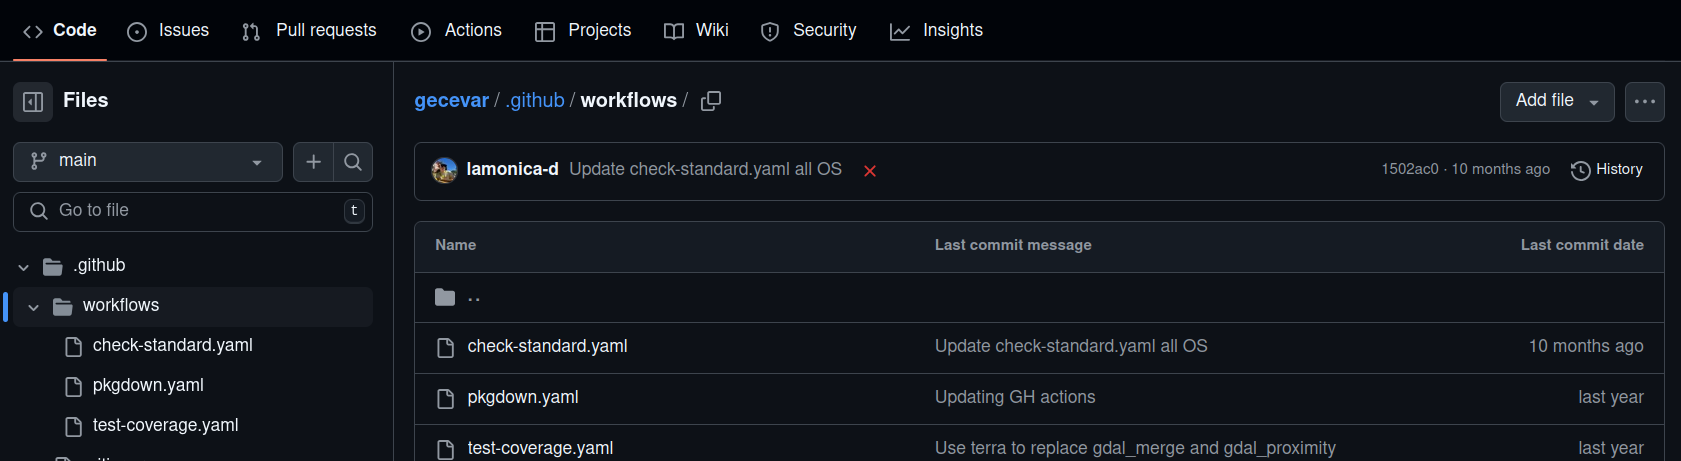 Code Issues Pull requests Actions Projects Wiki Security Insights
Files
main
Go to file t
.github
workflows
check-standard.yaml
pkgdown.yaml
test-coverage.yaml
gecevar / .github / workflows /
Add file
lamonica-d Update check-standard.yaml all OS 1502ac0 · 10 months ago History
Name Last commit message Last commit date
..
check-standard.yaml Update check-standard.yaml all OS 10 months ago
pkgdown.yaml Updating GH actions last year
test-coverage.yaml Use terra to replace gdal_merge and gdal_proximity last year